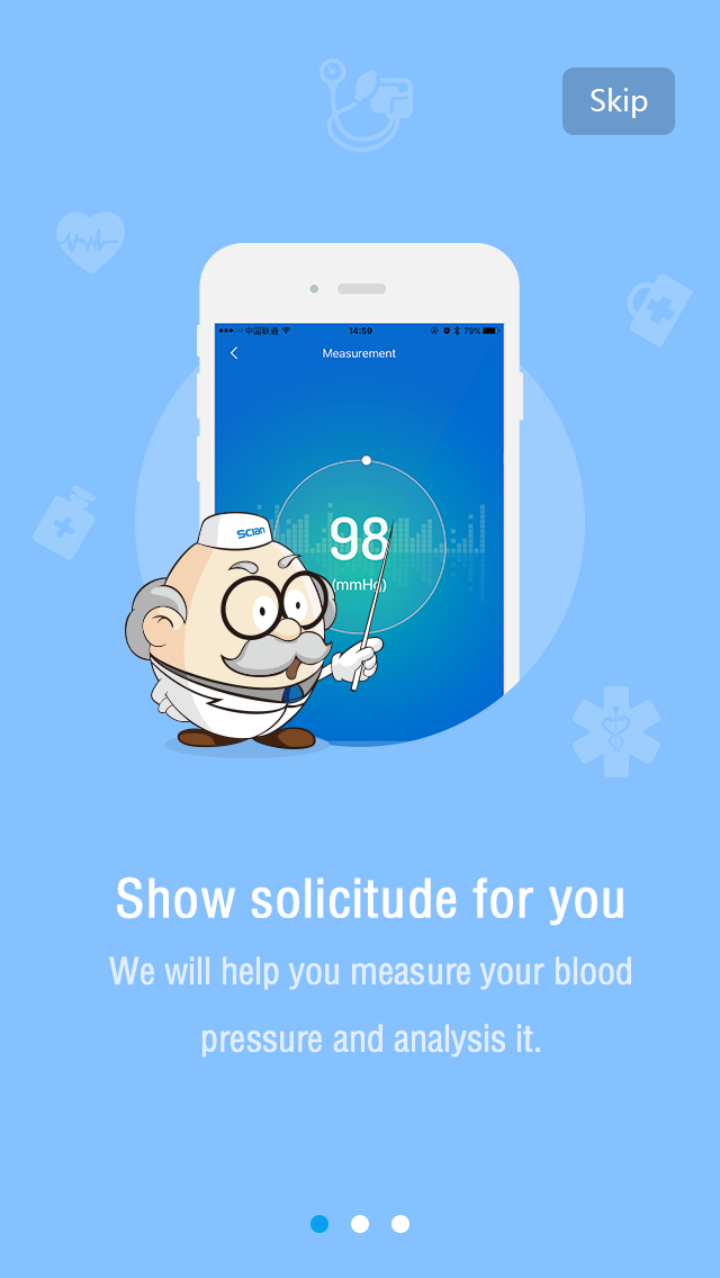 Skip
中国联通 14:59 79%
Measurement
98
(mmHg)
SCIAN
Show solicitude for you
We will help you measure your blood
pressure and analysis it.